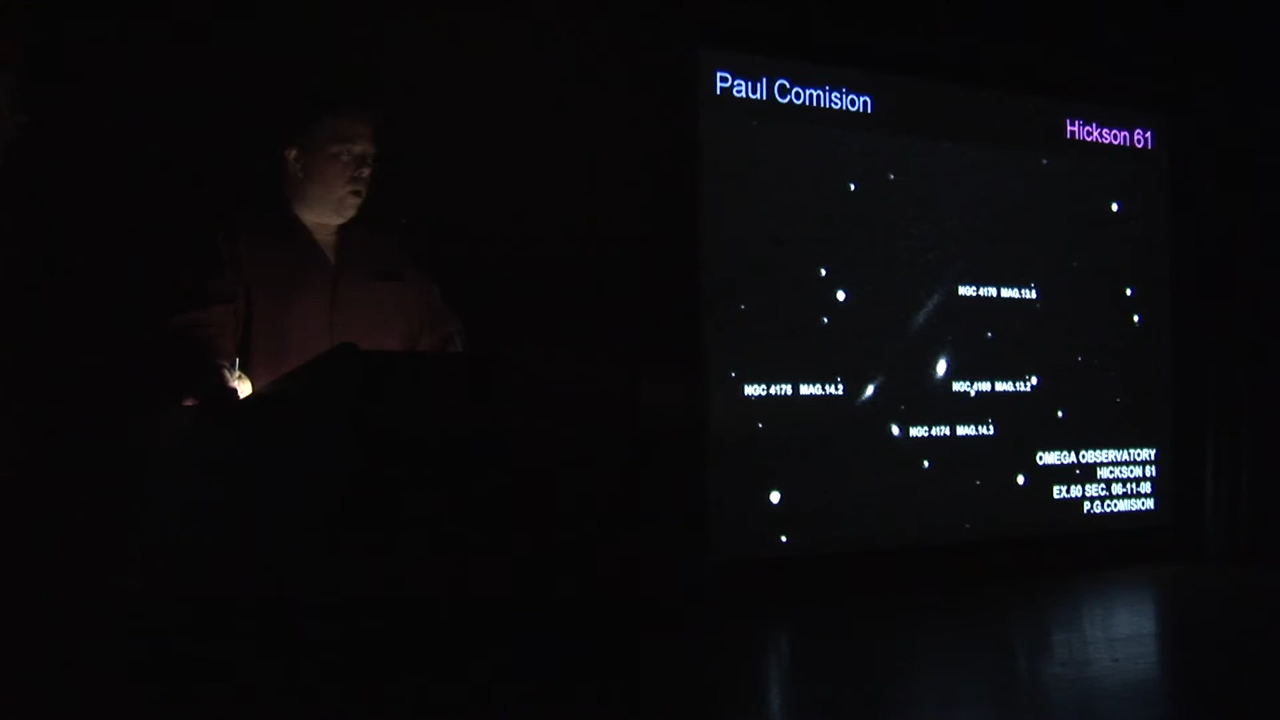 Paul Comision
Hickson 61
NGC 4170 MAG.13.6
NGC 4175 MAG.14.2
NGC 4169 MAG.13.2
NGC 4174 MAG.14.3
OMEGA OBSERVATORY
HICKSON 61
EX.60 SEC. 06-11-08
P.G.COMISION